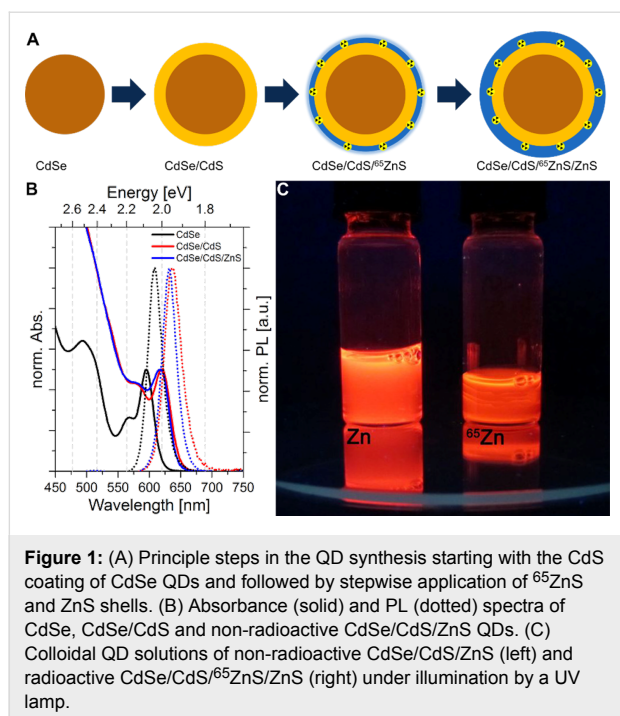 A
CdSe
CdSe/CdS
CdSe/CdS/⁶⁵ZnS
CdSe/CdS/⁶⁵ZnS/ZnS
B
Energy [eV]
2.6 2.4 2.2 2.0 1.8
CdSe
CdSe/CdS
CdSe/CdS/ZnS
norm. Abs.
norm. PL [a.u.]
450 500 550 600 650 700 750
Wavelength [nm]
C
Zn
⁶⁵Zn
Figure 1: (A) Principle steps in the QD synthesis starting with the CdS
coating of CdSe QDs and followed by stepwise application of ⁶⁵ZnS
and ZnS shells. (B) Absorbance (solid) and PL (dotted) spectra of
CdSe, CdSe/CdS and non-radioactive CdSe/CdS/ZnS QDs. (C)
Colloidal QD solutions of non-radioactive CdSe/CdS/ZnS (left) and
radioactive CdSe/CdS/⁶⁵ZnS/ZnS (right) under illumination by a UV
lamp.